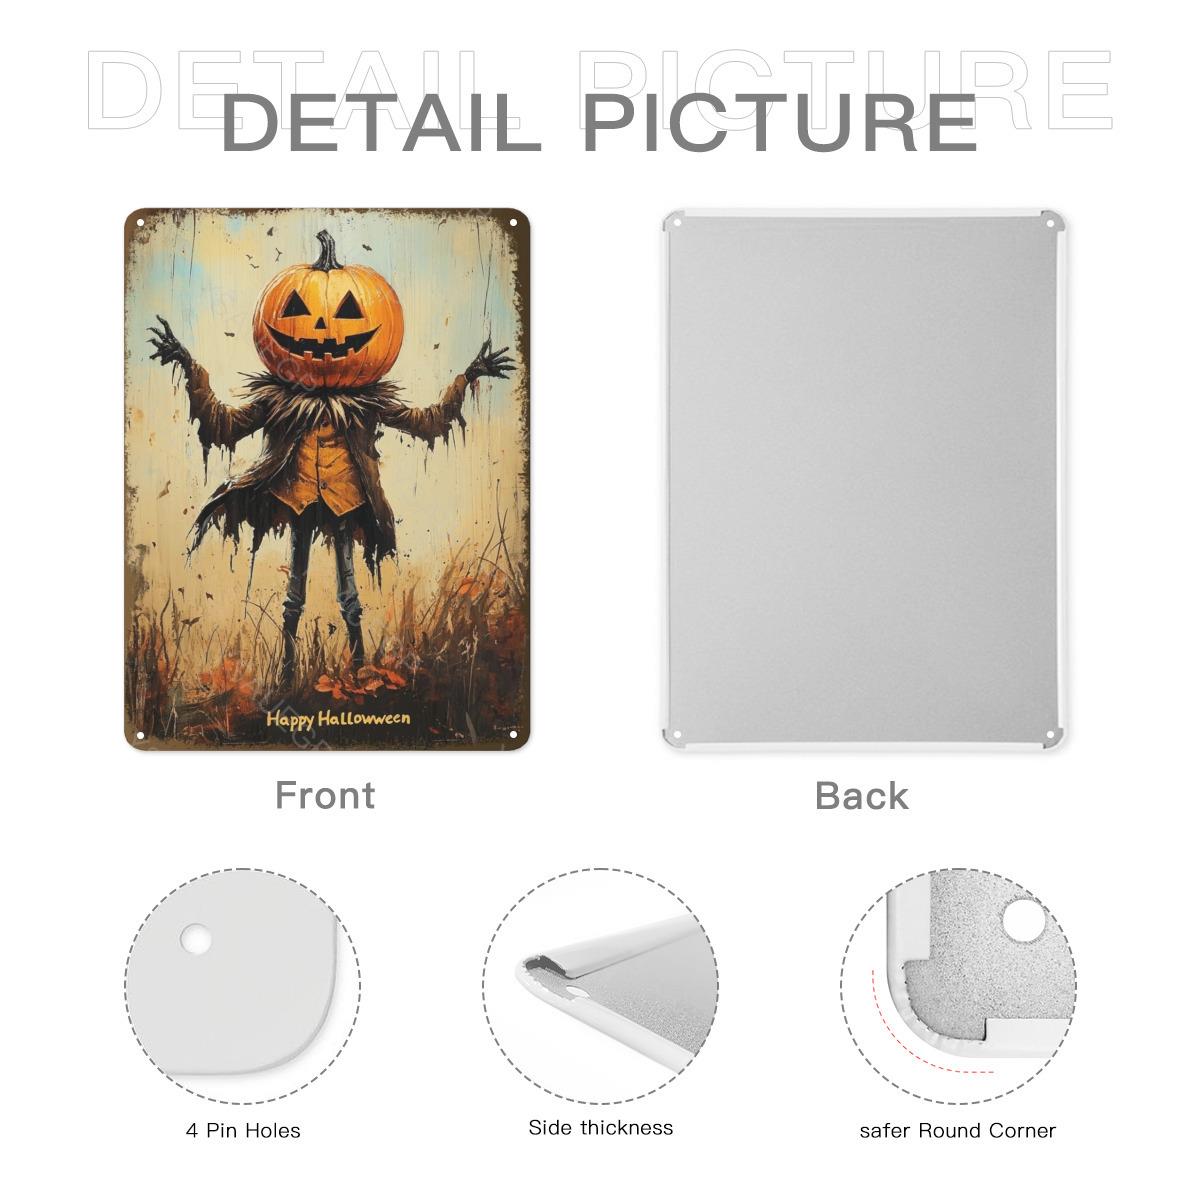 DETAIL PICTURE
DETAIL PICTURE
Happy Hallowween
Front
Back
4 Pin Holes
Side thickness
safer Round Corner